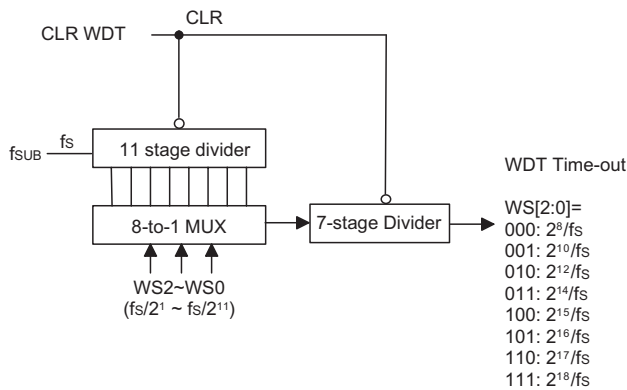 CLR
CLR WDT
fS
fSUB
11 stage divider
8-to-1 MUX
7-stage Divider
WS2~WS0
(fS/2¹ ~ fS/2¹¹)
WDT Time-out
WS[2:0]=
000: 2⁸/fS
001: 2¹⁰/fS
010: 2¹²/fS
011: 2¹⁴/fS
100: 2¹⁵/fS
101: 2¹⁶/fS
110: 2¹⁷/fS
111: 2¹⁸/fS